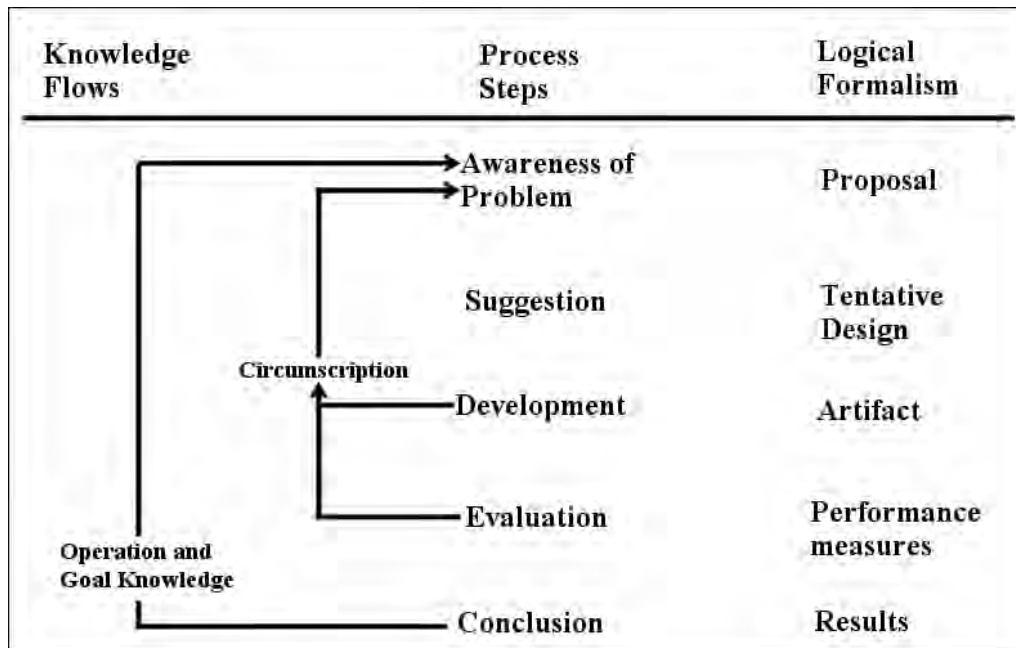 Knowledge
Flows
Process
Steps
Logical
Formalism
Awareness of
Problem
Proposal
Suggestion
Tentative
Design
Circumscription
Development
Artifact
Evaluation
Performance
measures
Operation and
Goal Knowledge
Conclusion
Results